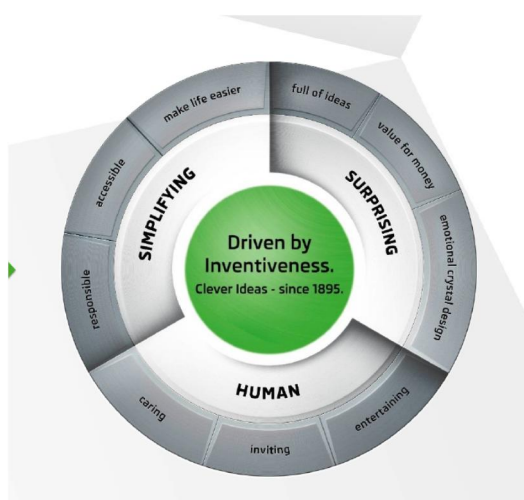 make life easier
full of ideas
accessible
value for money
SIMPLIFYING
SURPRISING
Driven by
Inventiveness.
Clever Ideas - since 1895.
emotional crystal design
responsible
HUMAN
caring
inviting
entertaining